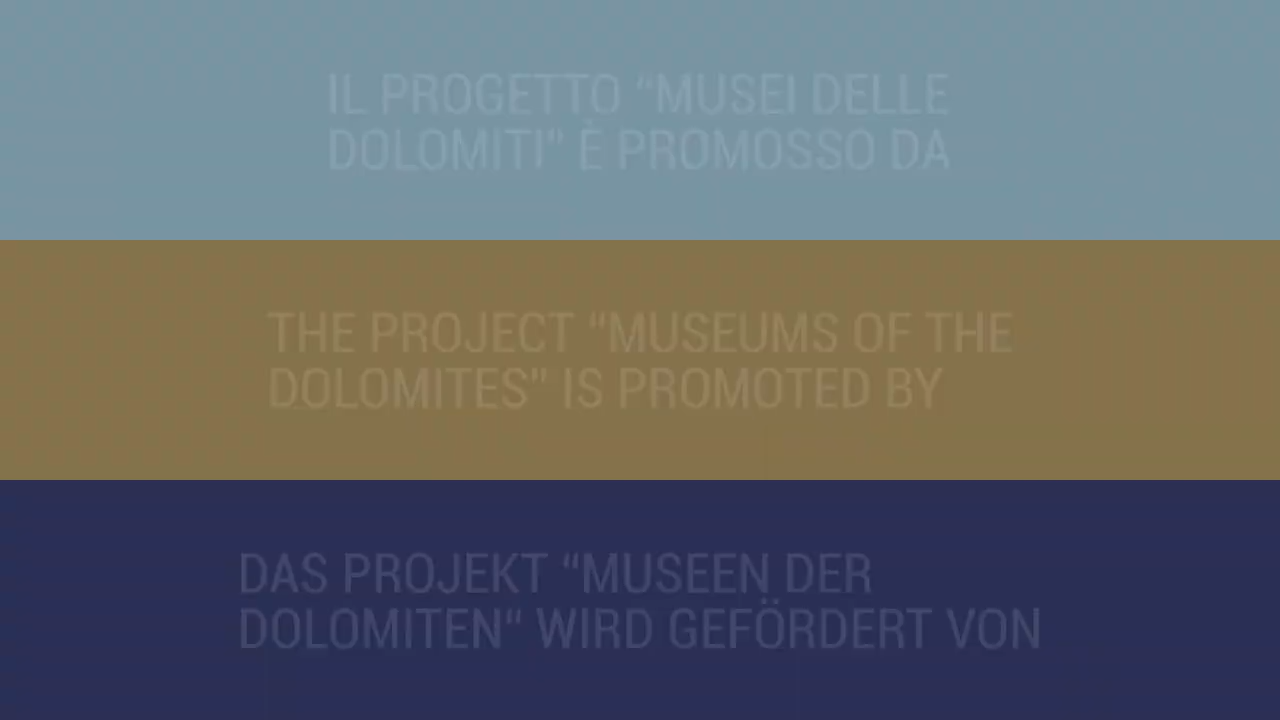 IL PROGETTO “MUSEI DELLE
DOLOMITI” È PROMOSSO DA
THE PROJECT “MUSEUMS OF THE
DOLOMITES” IS PROMOTED BY
DAS PROJEKT “MUSEEN DER
DOLOMITEN“ WIRD GEFÖRDERT VON